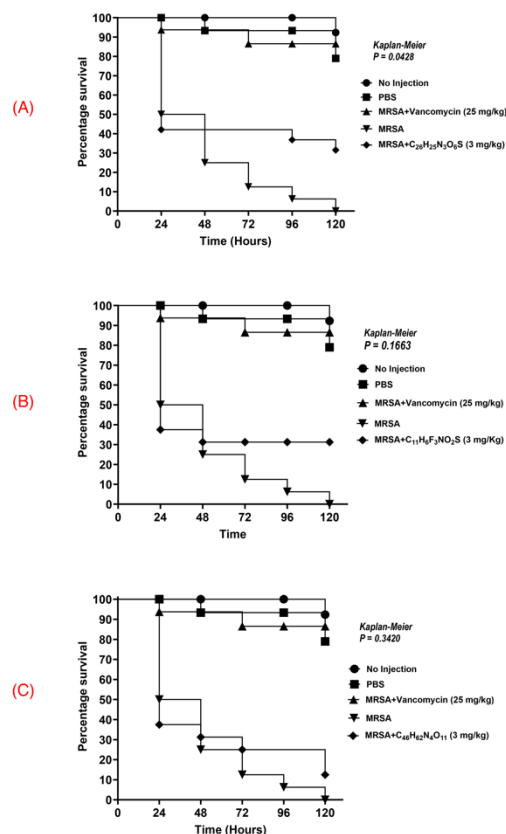 (A)
Percentage survival
100
90
80
70
60
50
40
30
20
10
0
0 24 48 72 96 120
Time (Hours)
Kaplan-Meier
P = 0.0428
No Injection
PBS
MRSA+Vancomycin (25 mg/kg)
MRSA
MRSA+C₂₆H₂₅N₃O₆S (3 mg/kg)
(B)
Percentage survival
100
90
80
70
60
50
40
30
20
10
0
0 24 48 72 96 120
Time
Kaplan-Meier
P = 0.1663
No Injection
PBS
MRSA+Vancomycin (25 mg/kg)
MRSA
MRSA+C₁₁H₆F₃NO₂S (3 mg/Kg)
(C)
Percentage survival
100
90
80
70
60
50
40
30
20
10
0
0 24 48 72 96 120
Time (Hours)
Kaplan-Meier
P = 0.3420
No Injection
PBS
MRSA+Vancomycin (25 mg/kg)
MRSA
MRSA+C₄₆H₆₂N₄O₁₁ (3 mg/kg)